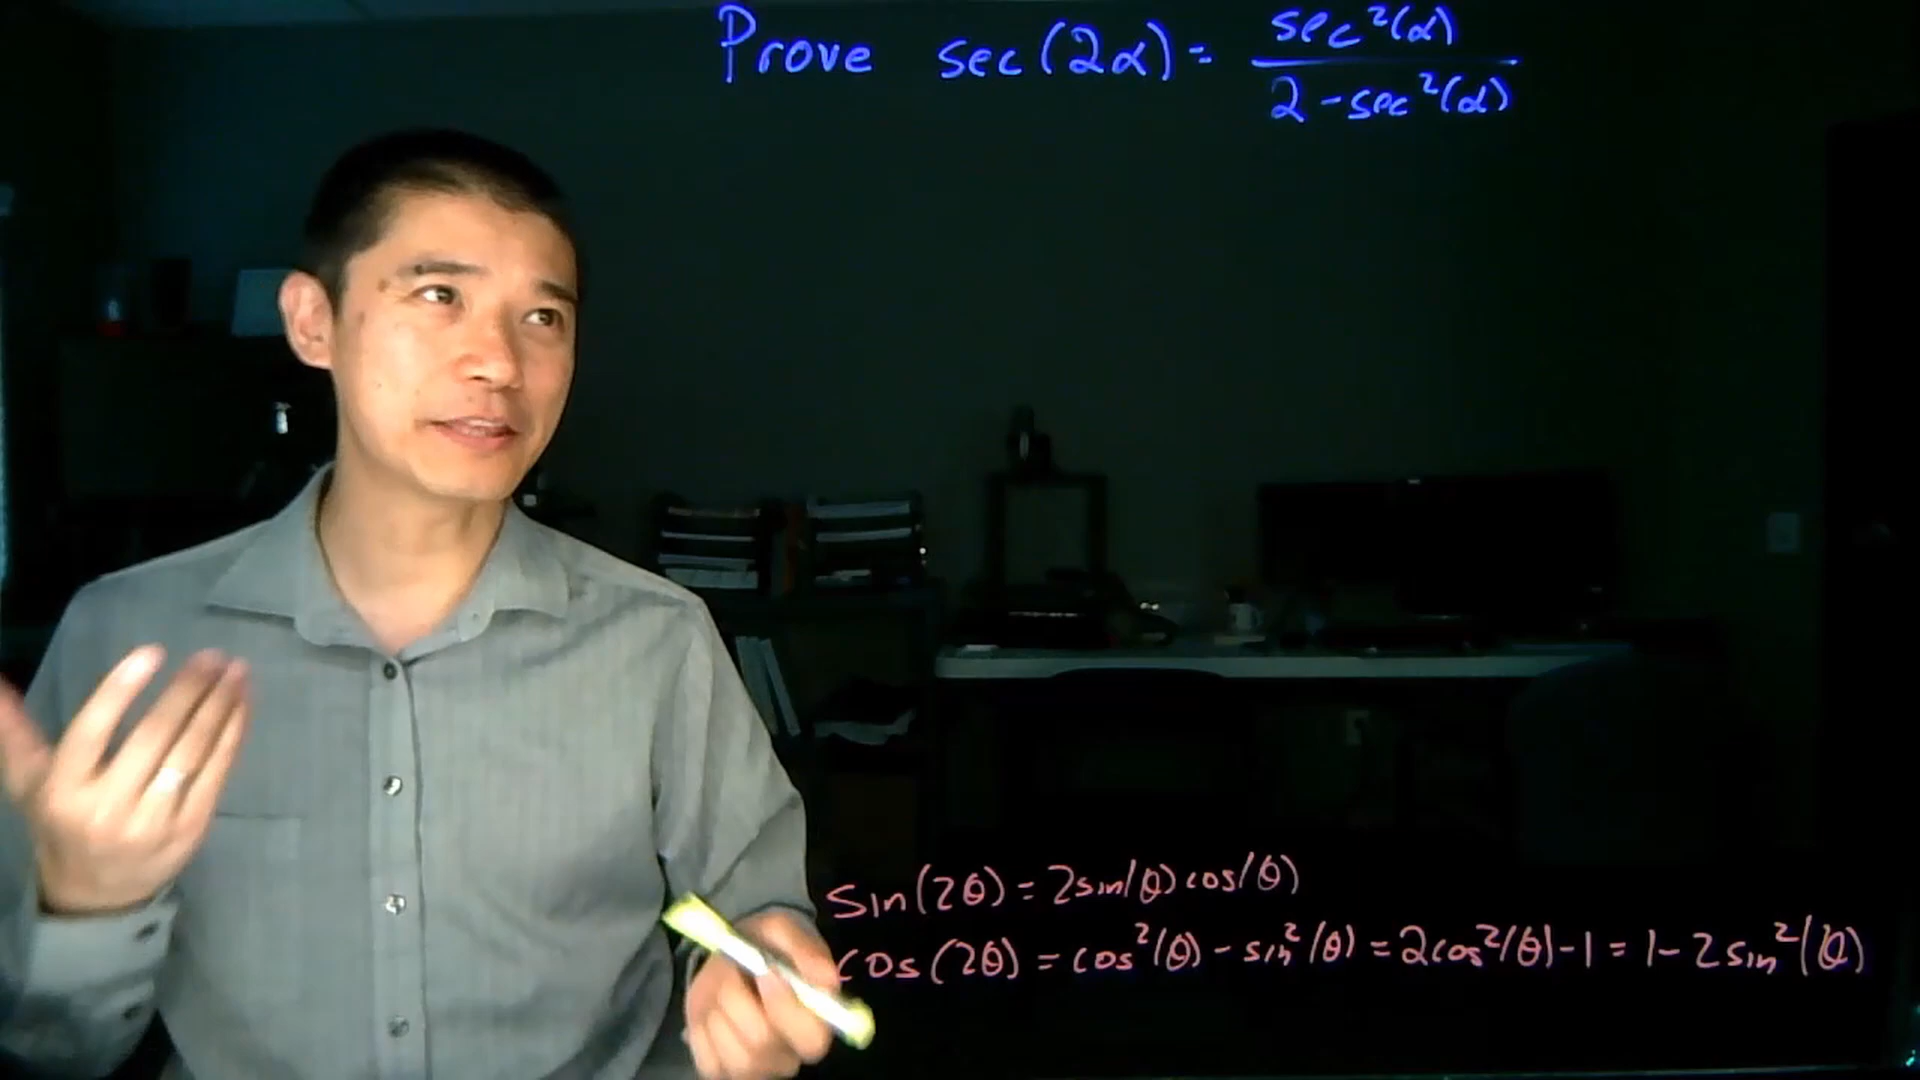 Prove sec(2α) = sec²(α) / 2 - sec²(α)
sin(2θ) = 2sin(θ)cos(θ)
cos(2θ) = cos²(θ) - sin²(θ) = 2cos²(θ) - 1 = 1 - 2sin²(θ)